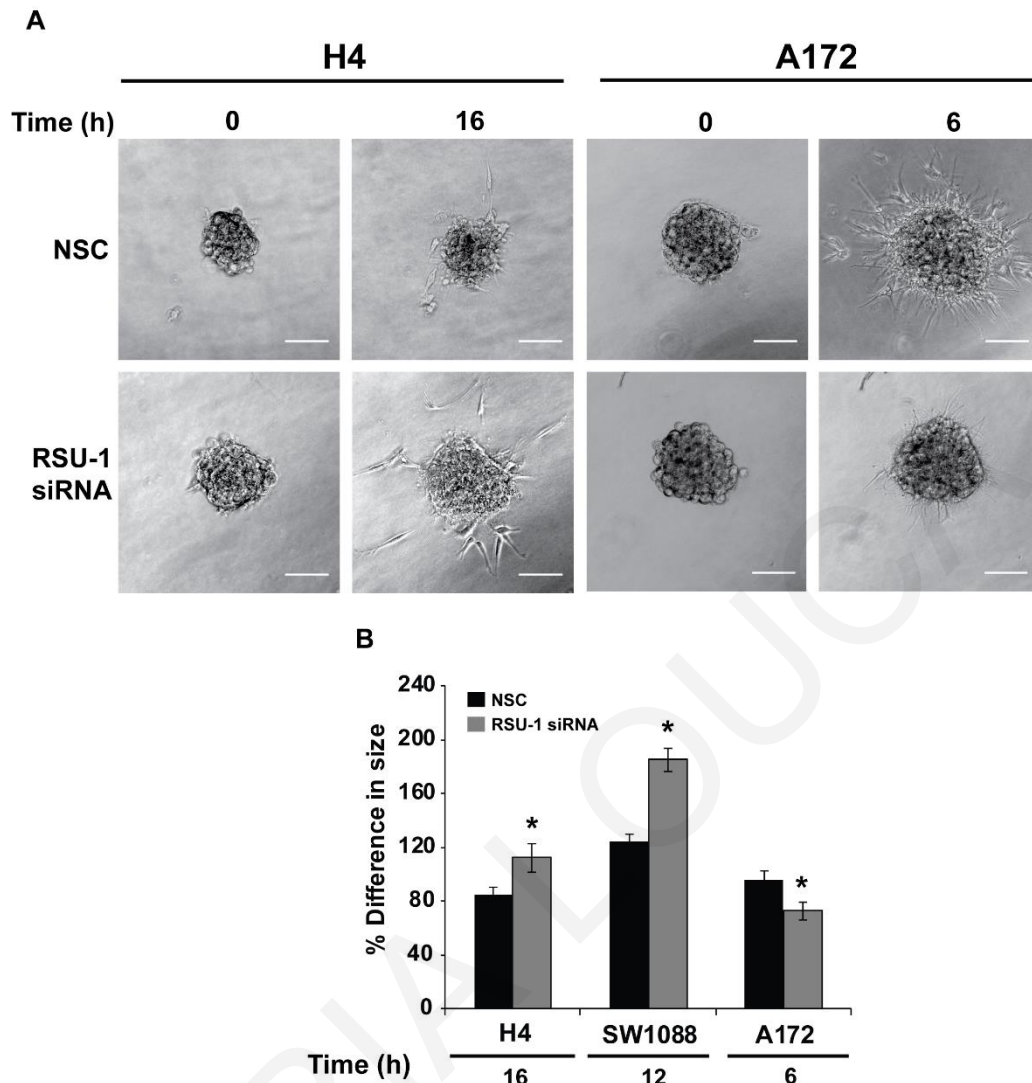 A
H4 A172
Time (h) 0 16 0 6
NSC
RSU-1
siRNA
B
240
200
160
120
80
40
0
% Difference in size
NSC
RSU-1 siRNA
*
*
*
H4 SW1088 A172
Time (h) 16 12 6